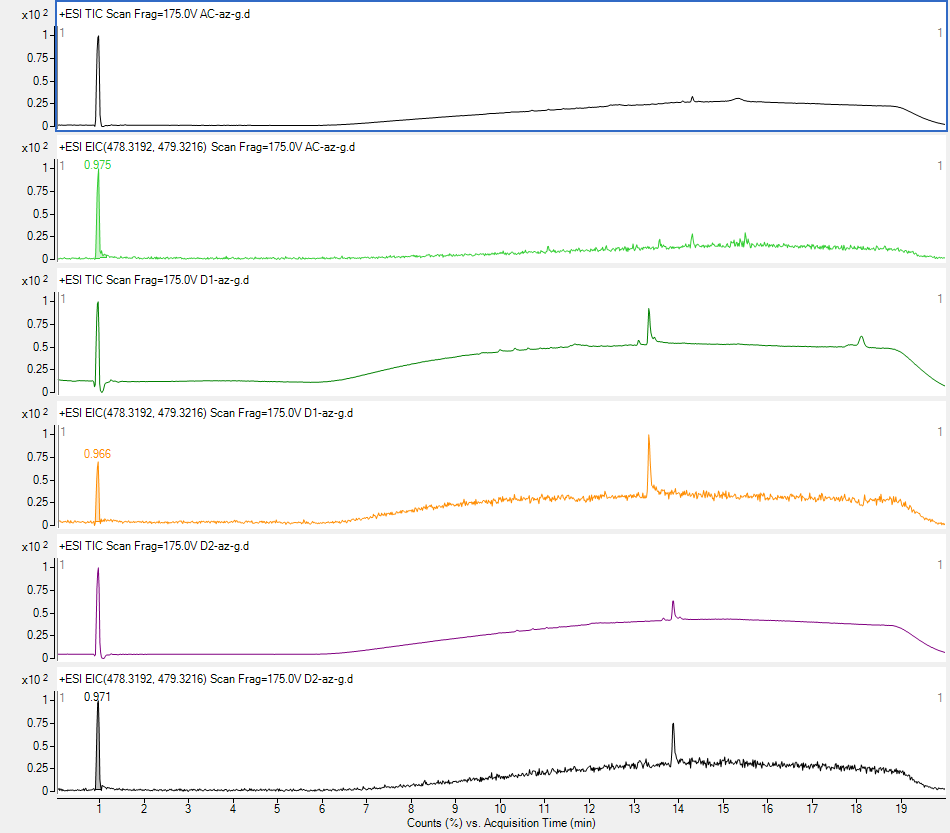 x10 2 +ESI TIC Scan Frag=175.0V AC-az-g.d
1 1 1
0.75
0.5
0.25
0
x10 2 +ESI EIC(478.3192, 479.3216) Scan Frag=175.0V AC-az-g.d
1 1 0.975 1
0.75
0.5
0.25
0
x10 2 +ESI TIC Scan Frag=175.0V D1-az-g.d
1 1 1
0.75
0.5
0.25
0
x10 2 +ESI EIC(478.3192, 479.3216) Scan Frag=175.0V D1-az-g.d
1 1 1
0.966
0.75
0.5
0.25
0
x10 2 +ESI TIC Scan Frag=175.0V D2-az-g.d
1 1 1
0.75
0.5
0.25
0
x10 2 +ESI EIC(478.3192, 479.3216) Scan Frag=175.0V D2-az-g.d
1 1 0.971 1
0.75
0.5
0.25
0
1 2 3 4 5 6 7 8 9 10 11 12 13 14 15 16 17 18 19
Counts (%) vs. Acquisition Time (min)